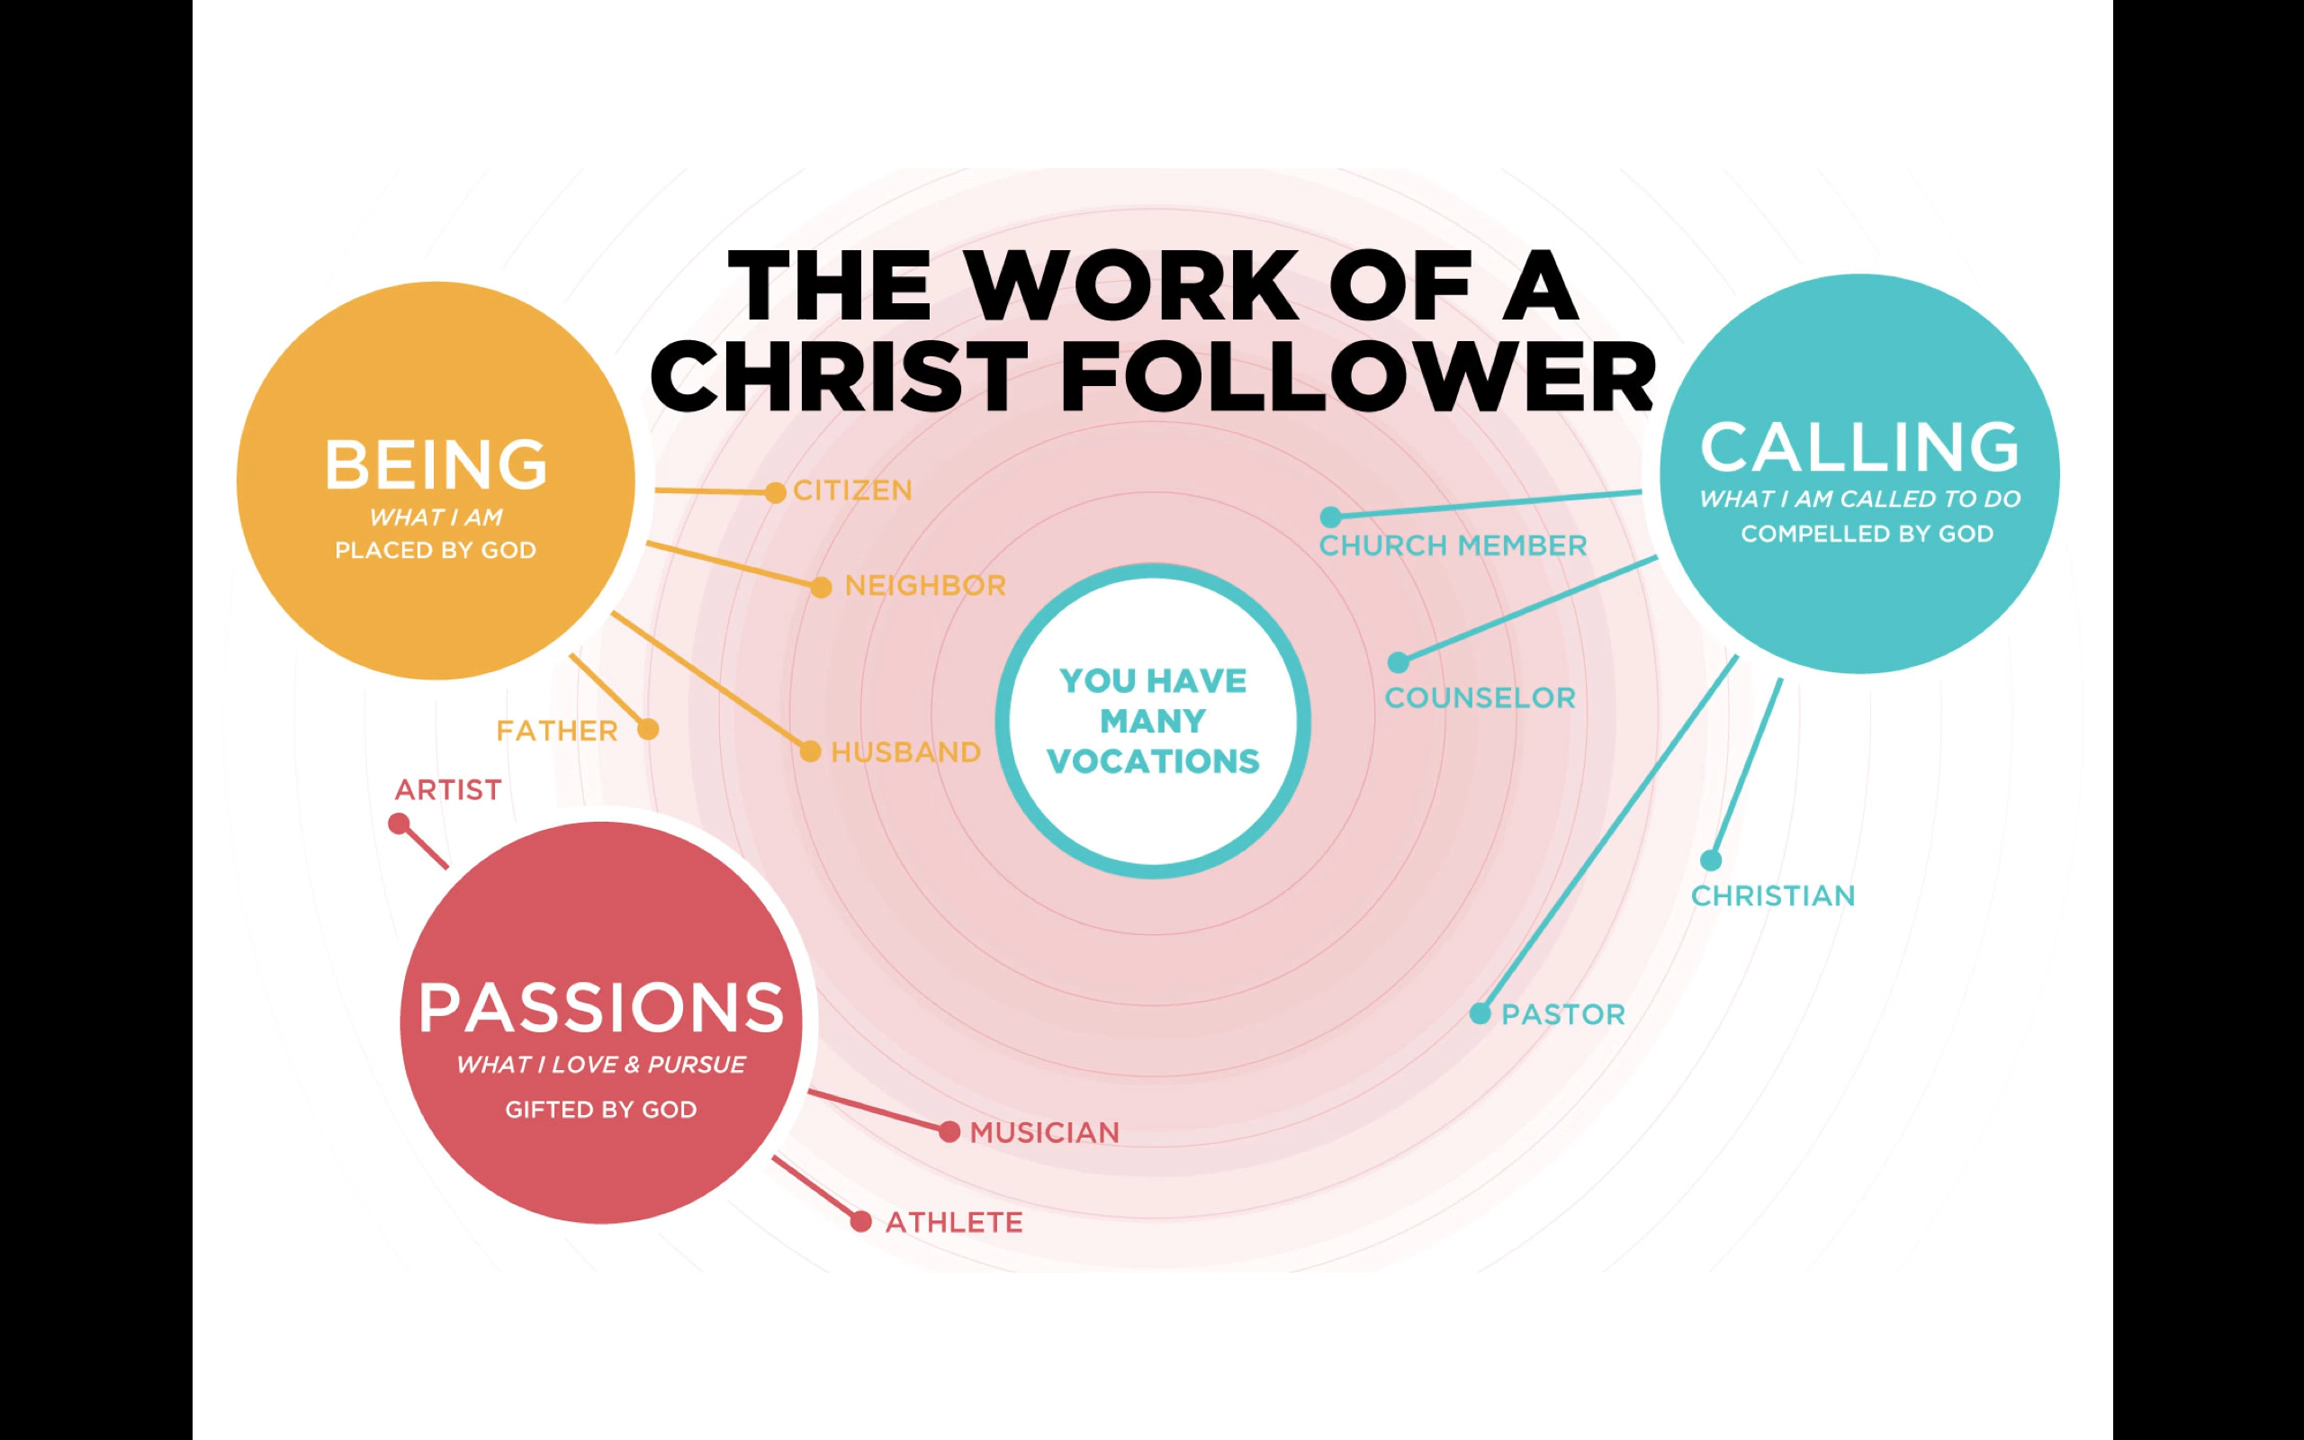 THE WORK OF A
CHRIST FOLLOWER
BEING
WHAT I AM
PLACED BY GOD
CITIZEN
NEIGHBOR
HUSBAND
FATHER
CALLING
WHAT I AM CALLED TO DO
COMPELLED BY GOD
CHURCH MEMBER
COUNSELOR
PASTOR
CHRISTIAN
YOU HAVE
MANY
VOCATIONS
ARTIST
PASSIONS
WHAT I LOVE & PURSUE
GIFTED BY GOD
MUSICIAN
ATHLETE